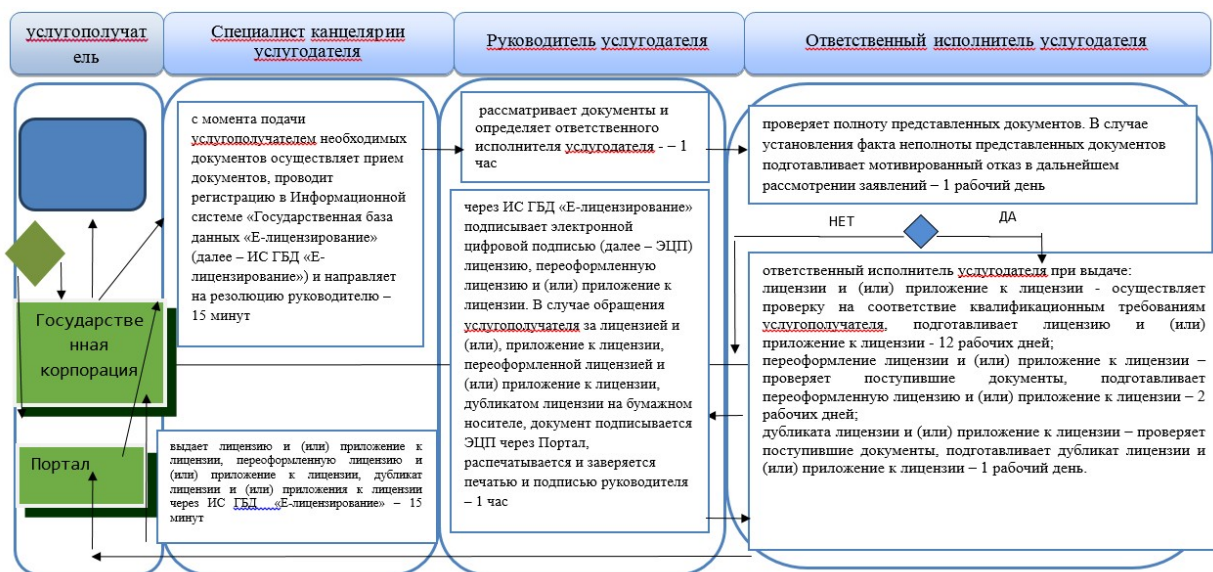 услугополучат
ель
Специалист канцелярии
услугодателя
Руководитель услугодателя
Ответственный исполнитель услугодателя
Государстве
нная
корпорация
Портал
с момента подачи
услугополучателем необходимых
документов осуществляет прием
документов, проводит
регистрацию в Информационной
системе «Государственная база
данных «Е-лицензирование»
(далее – ИС ГБД «Е-
лицензирование») и направляет
на резолюцию руководителю –
15 минут
выдает лицензию и (или) приложение к
лицензии, переоформленную лицензию и
(или) приложение к лицензии, дубликат
лицензии и (или) приложения к лицензии
через ИС ГБД «Е-лицензирование» – 15
минут
рассматривает документы и
определяет ответственного
исполнителя услугодателя - – 1
час
через ИС ГБД «Е-лицензирование»
подписывает электронной
цифровой подписью (далее – ЭЦП)
лицензию, переоформленную
лицензию и (или) приложение к
лицензии. В случае обращения
услугополучателя за лицензией и
(или), приложение к лицензии,
переоформленной лицензией и
(или) приложение к лицензии,
дубликатом лицензии на бумажном
носителе, документ подписывается
ЭЦП через Портал,
распечатывается и заверяется
печатью и подписью руководителя
– 1 час
проверяет полноту представленных документов. В случае
установления факта неполноты представленных документов
подготавливает мотивированный отказ в дальнейшем
рассмотрении заявлений – 1 рабочий день
НЕТ
ДА
ответственный исполнитель услугодателя при выдаче:
лицензии и (или) приложение к лицензии - осуществляет
проверку на соответствие квалификационным требованиям
услугополучателя, подготавливает лицензию и (или)
приложение к лицензии - 12 рабочих дней;
переоформление лицензии и (или) приложение к лицензии –
проверяет поступившие документы, подготавливает
переоформленную лицензию и (или) приложение к лицензии – 2
рабочих дней;
дубликата лицензии и (или) приложение к лицензии – проверяет
поступившие документы, подготавливает дубликат лицензии и
(или) приложение к лицензии – 1 рабочий день.